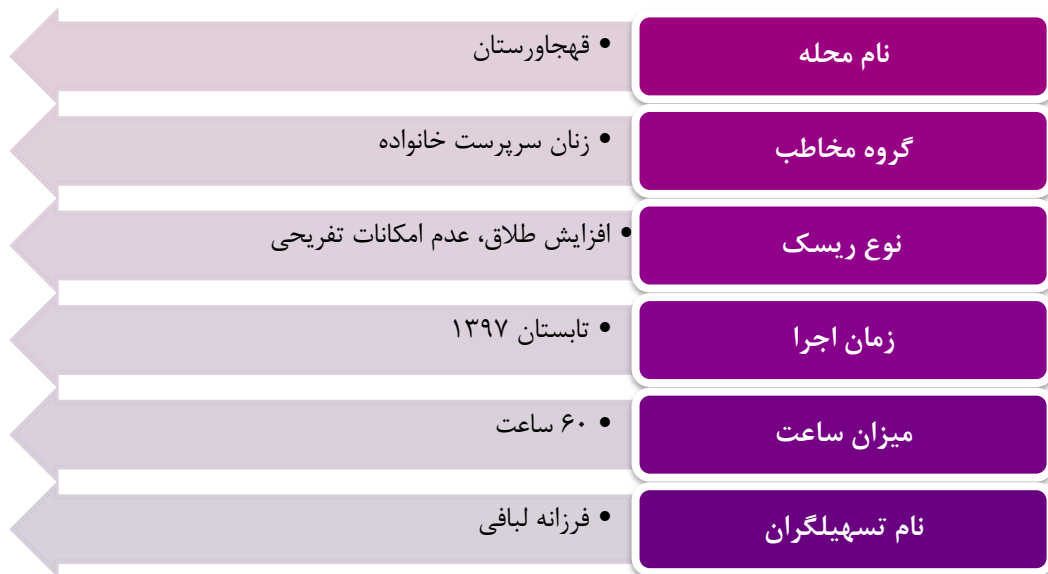 نام محله
• قهجاورستان
گروه مخاطب
• زنان سرپرست خانواده
نوع ریسک
• افزایش طلاق، عدم امکانات تفریحی
زمان اجرا
• تابستان ۱۳۹۷
میزان ساعت
• ۶۰ ساعت
نام تسهیلگران
• فرزانه لبافی